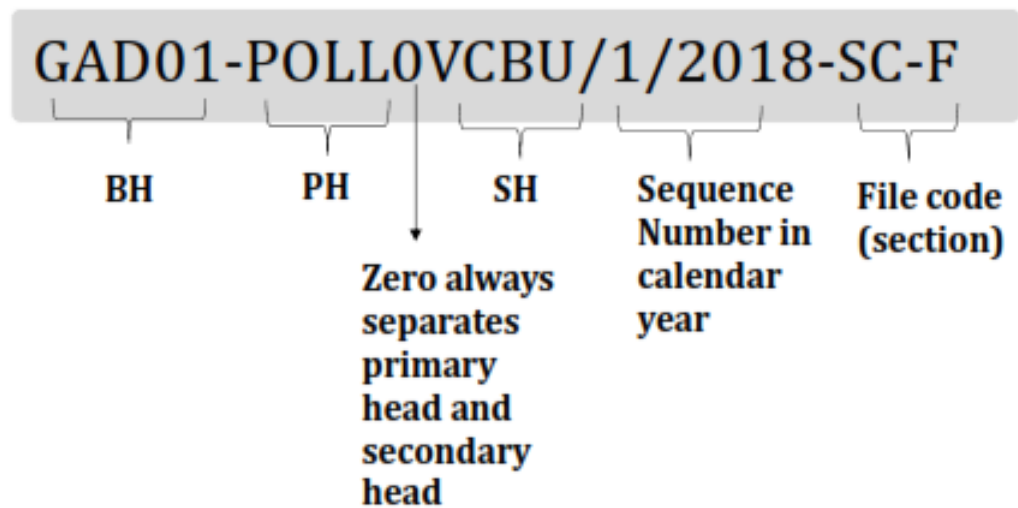 GAD01-POLL0VCBU/1/2018-SC-F
BH
PH
SH
Sequence
Number in
calendar
year
File code
(section)
Zero always
separates
primary
head and
secondary
head